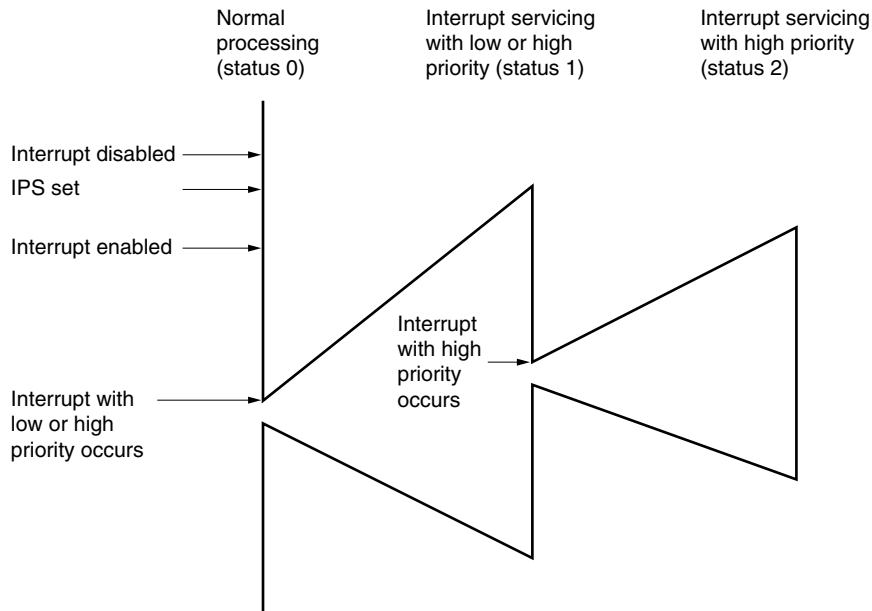 Normal
processing
(status 0)
Interrupt servicing
with low or high
priority (status 1)
Interrupt servicing
with high priority
(status 2)
Interrupt disabled
IPS set
Interrupt enabled
Interrupt
with high
priority
occurs
Interrupt with
low or high
priority occurs